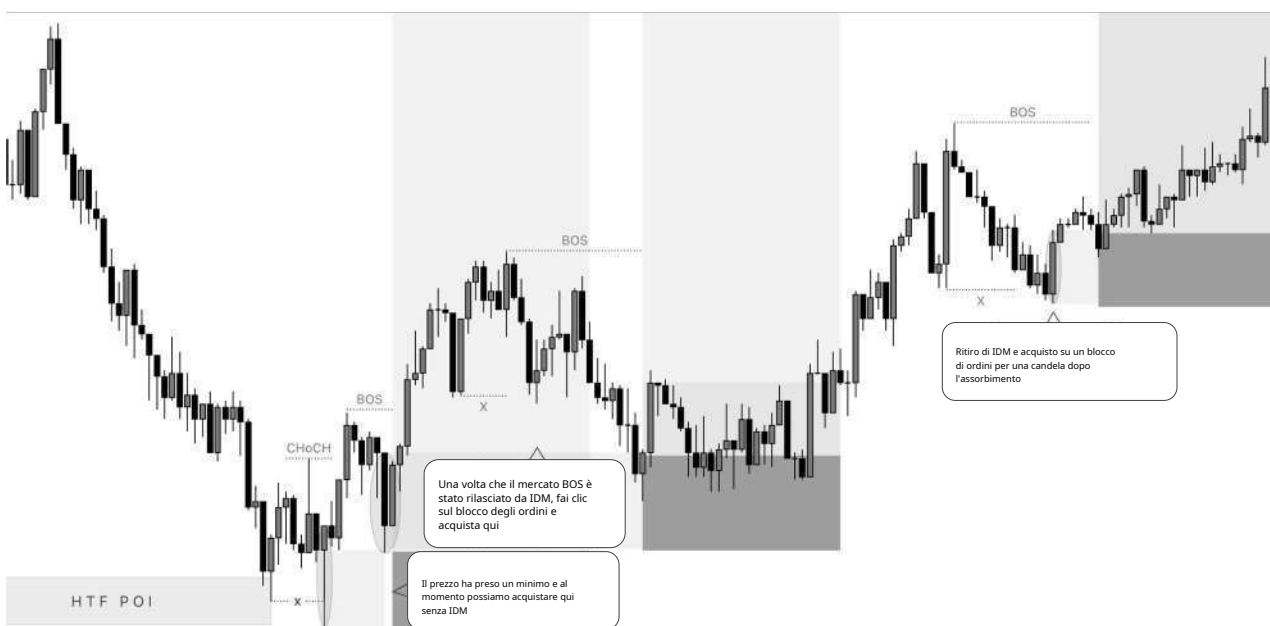 BOS
BOS
X
Ritiro di IDM e acquisto su un blocco
di ordini per una candela dopo
l'assorbimento
BOS
X
CHoCH
Una volta che il mercato BOS è
stato rilasciato da IDM, fai clic
sul blocco degli ordini e
acquista qui
Il prezzo ha preso un minimo e al
momento possiamo acquistare qui
senza IDM
HTF POI
x